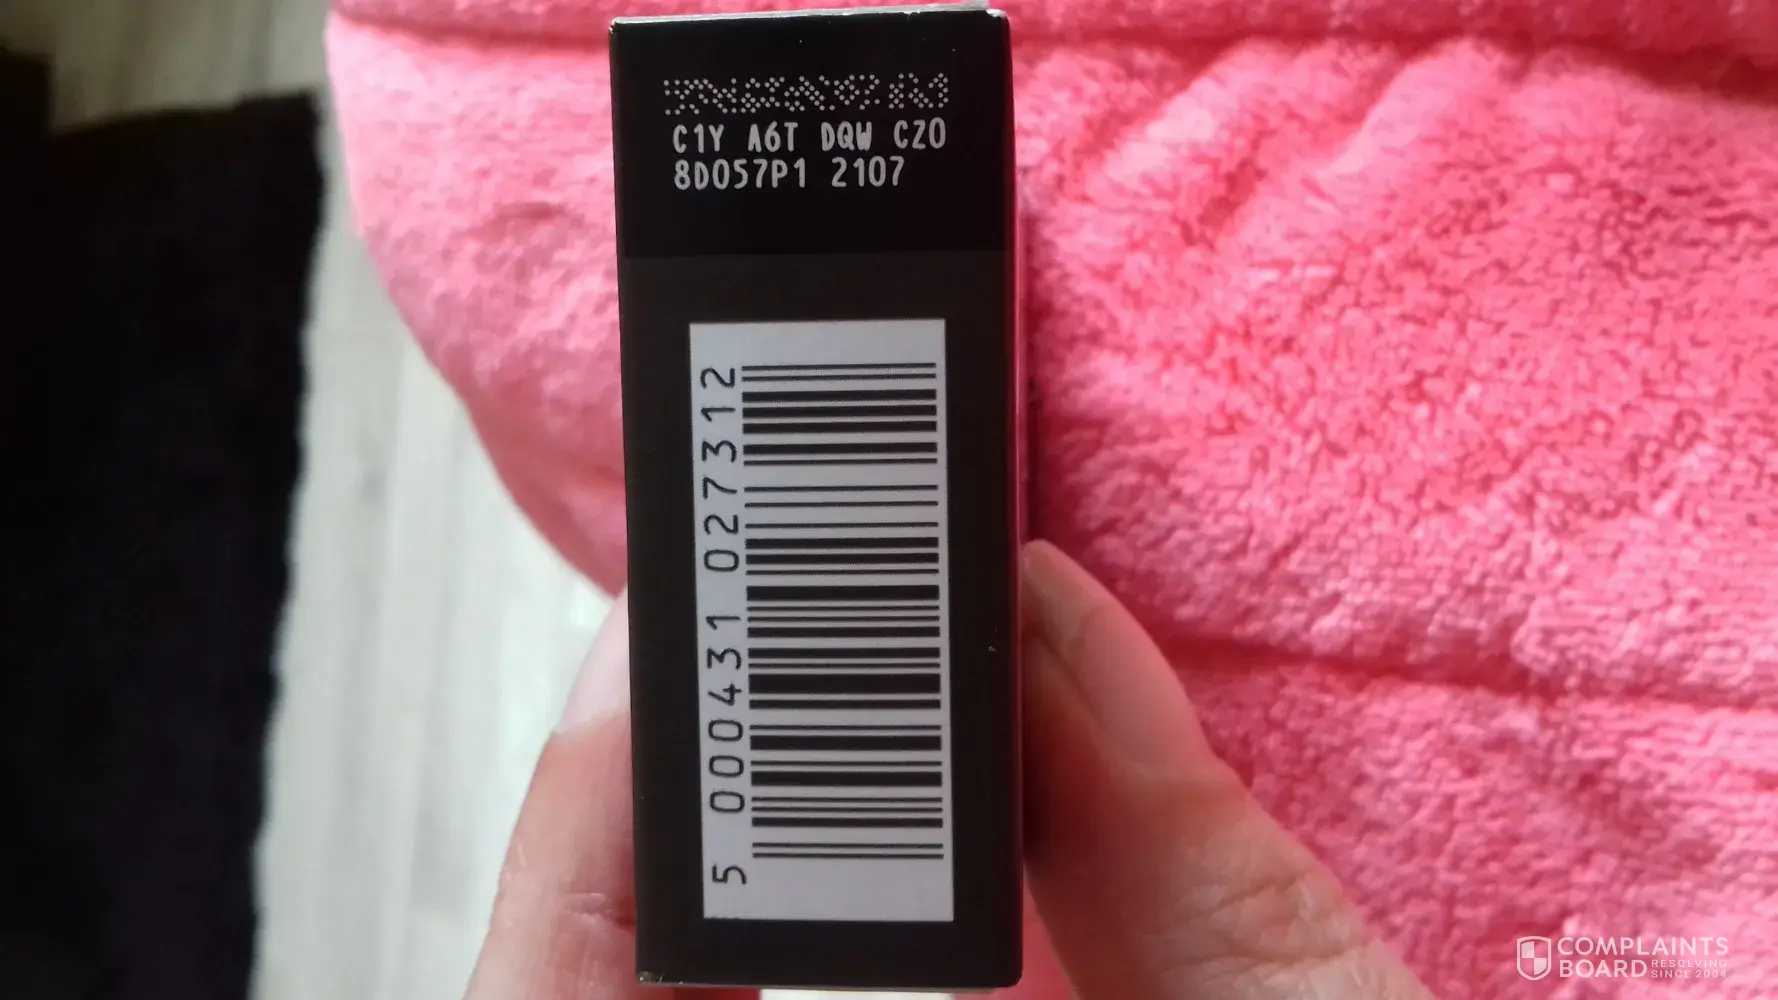 C1Y A6T DQW CZ0
8D057P1 2107
5 000431 027312
COMPLAINTS
BOARD RESOLVING
SINCE 2004